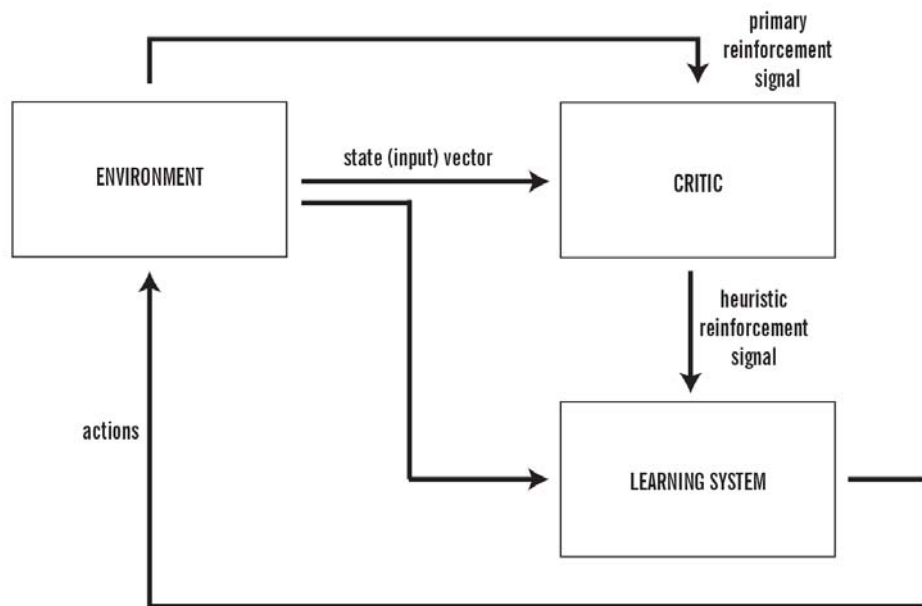 primary
reinforcement
signal
ENVIRONMENT
state (input) vector
CRITIC
heuristic
reinforcement
signal
actions
LEARNING SYSTEM